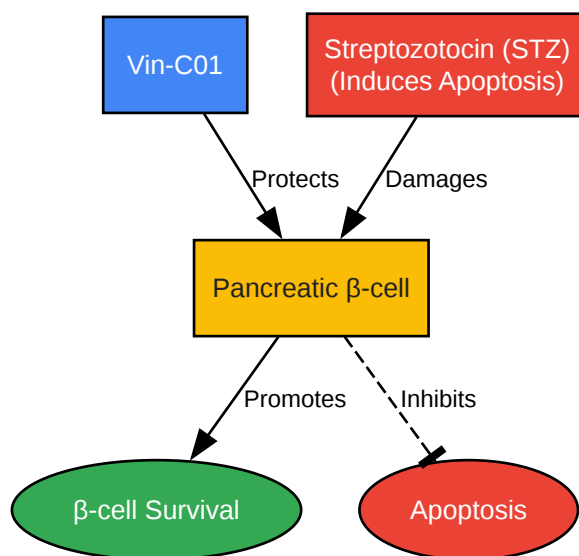 Vin-C01
Streptozotocin (STZ)
(Induces Apoptosis)
Protects
Damages
Pancreatic β-cell
Promotes
Inhibits
β-cell Survival
Apoptosis